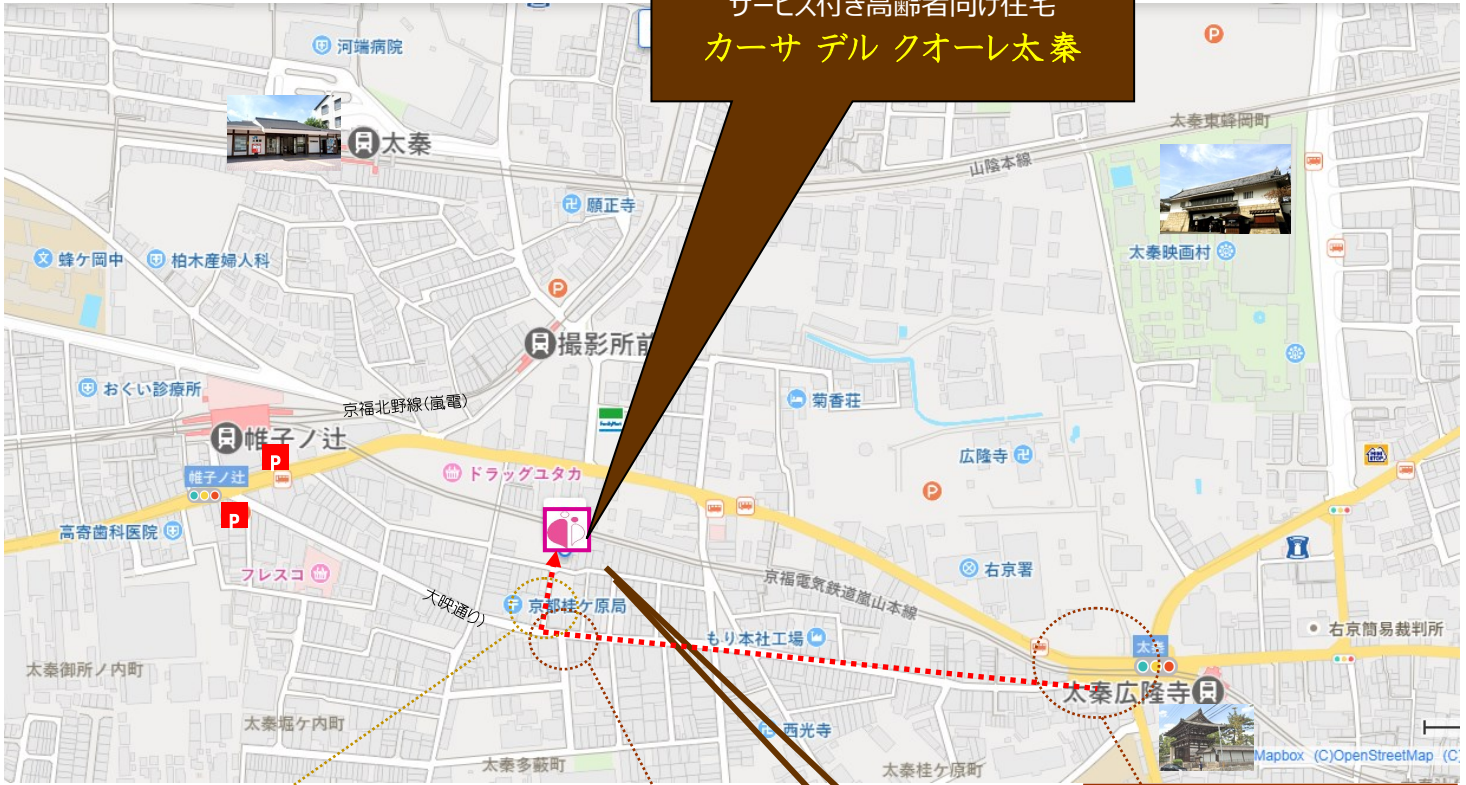 サービス付き高齢者向け住宅
カーサ デル クオーレ太秦
河端病院
P
太秦
太秦東蜂岡町
山陰本線
願正寺
蜂ケ岡中
柏木産婦人科
太秦映画村
P
撮影所前
おくい診療所
京福北野線(嵐電)
菊香荘
FamilyMart
帷子ノ辻
P
ドラッグユタカ
広隆寺
帷子ノ辻
P
P
高寄歯科医院
フレスコ
右京署
京福電気鉄道嵐山本線
大映通り)
京都桂ケ原局
もり本社工場
右京簡易裁判所
太秦
太秦御所ノ内町
太秦広隆寺
太秦堀ケ内町
西光寺
太秦多藪町
太秦桂ケ原町
Mapbox (C)OpenStreetMap (C)